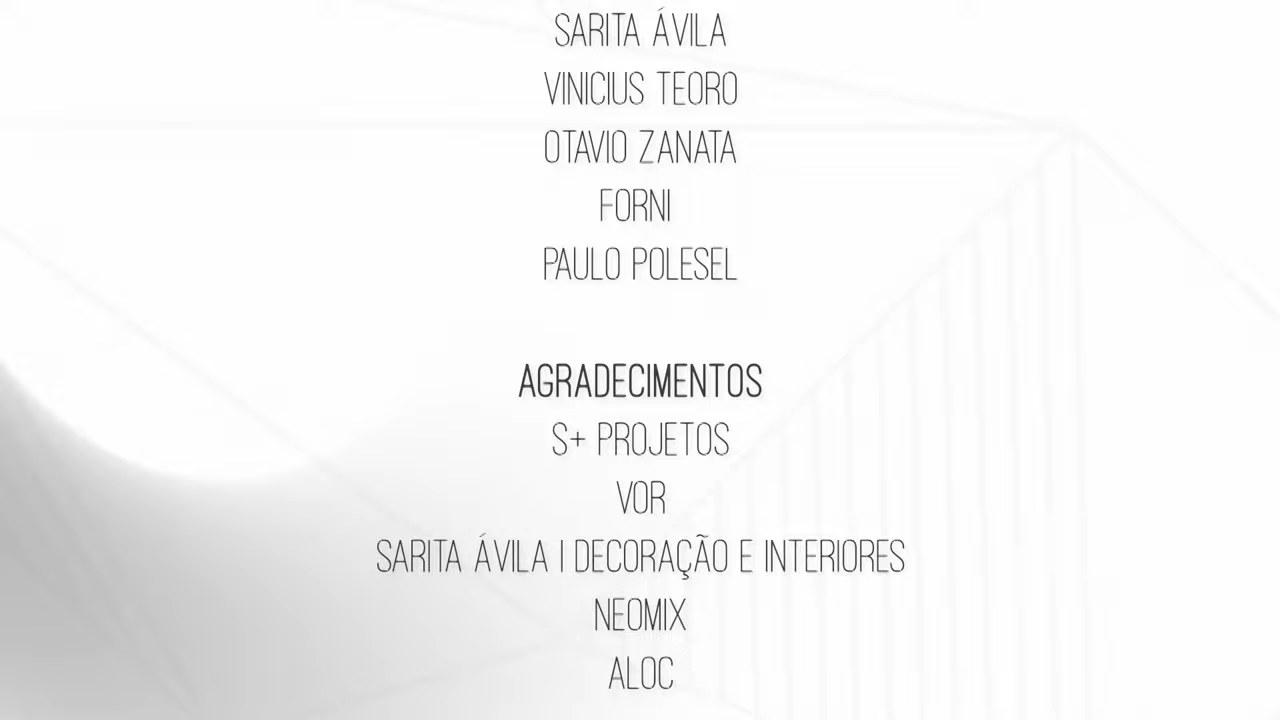 SARITA ÁVILA
VINICIUS TEORO
OTAVIO ZANATA
FORNI
PAULO POLESEL
AGRADECIMENTOS
S+ PROJETOS
VOR
SARITA ÁVILA | DECORAÇÃO E INTERIORES
NEOMIX
ALOC